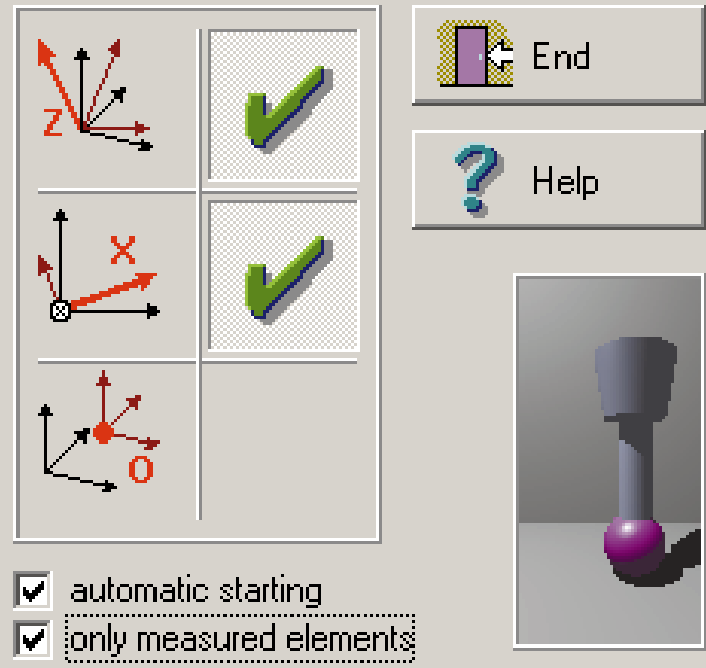 Z
End
X
Help
O
automatic starting
only measured elements